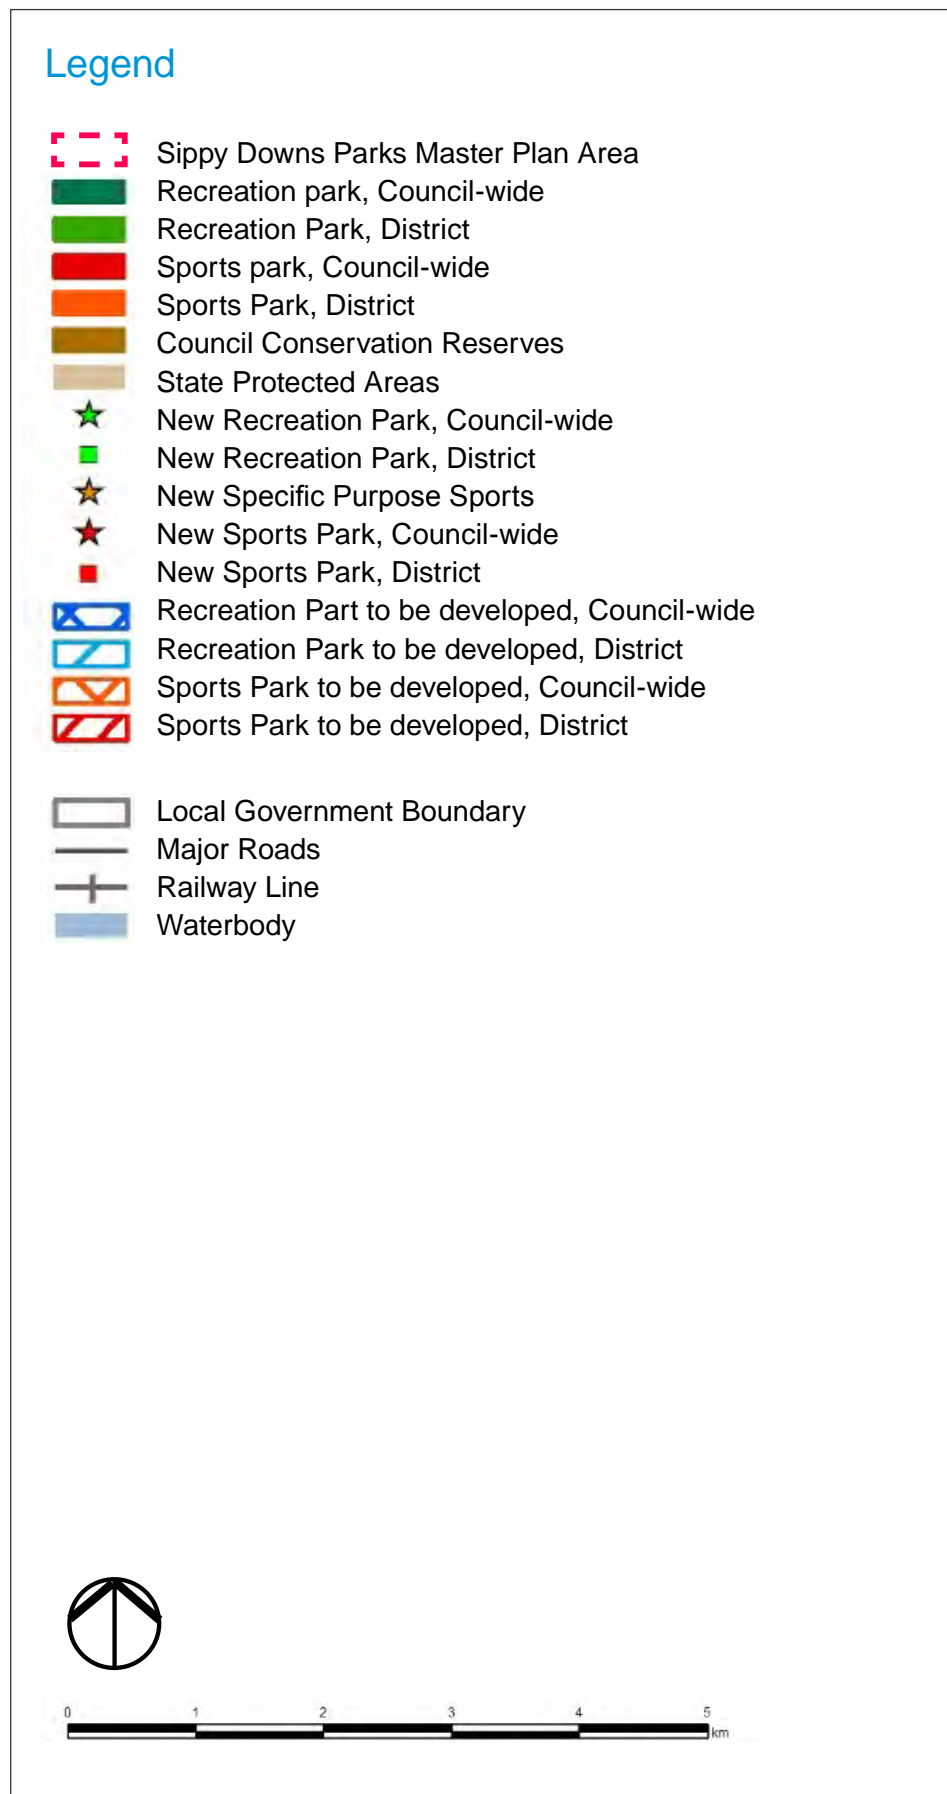 Legend
Sippy Downs Parks Master Plan Area
Recreation park, Council-wide
Recreation Park, District
Sports park, Council-wide
Sports Park, District
Council Conservation Reserves
State Protected Areas
New Recreation Park, Council-wide
New Recreation Park, District
New Specific Purpose Sports
New Sports Park, Council-wide
New Sports Park, District
Recreation Part to be developed, Council-wide
Recreation Park to be developed, District
Sports Park to be developed, Council-wide
Sports Park to be developed, District
Local Government Boundary
Major Roads
Railway Line
Waterbody
0 1 2 3 4 5
km